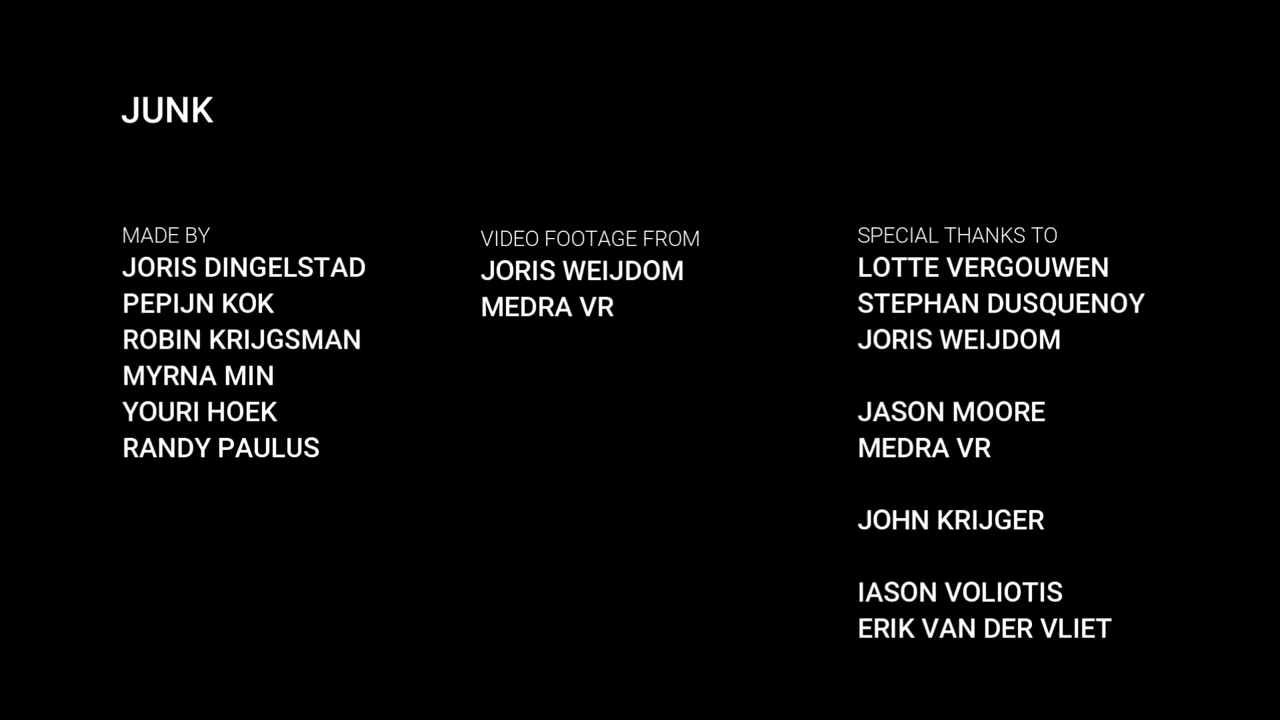 JUNK
MADE BY
JORIS DINGELSTAD
PEPIJN KOK
ROBIN KRIJGSMAN
MYRNA MIN
YOURI HOEK
RANDY PAULUS
VIDEO FOOTAGE FROM
JORIS WEIJDOM
MEDRA VR
SPECIAL THANKS TO
LOTTE VERGOUWEN
STEPHAN DUSQUENOY
JORIS WEIJDOM
JASON MOORE
MEDRA VR
JOHN KRIJGER
IASON VOLIOTIS
ERIK VAN DER VLIET